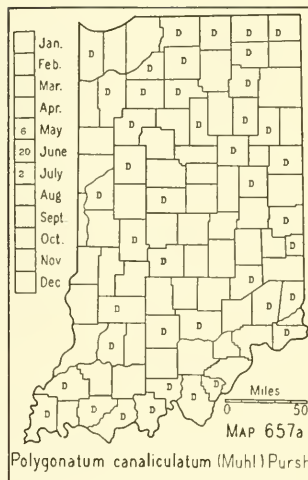 Jan.
Feb.
Mar.
Apr.
6 May
20 June
2 July
Aug
Sept.
Oct.
Nov
Dec
D D D D D
D D D
D D D
D D D
D D
D D
D D
D D D
D D
D D D
D D
D D D D
D D D D
Miles
0 50
MAP 657a
Polygonatum canaliculatum (Muhl) Pursh